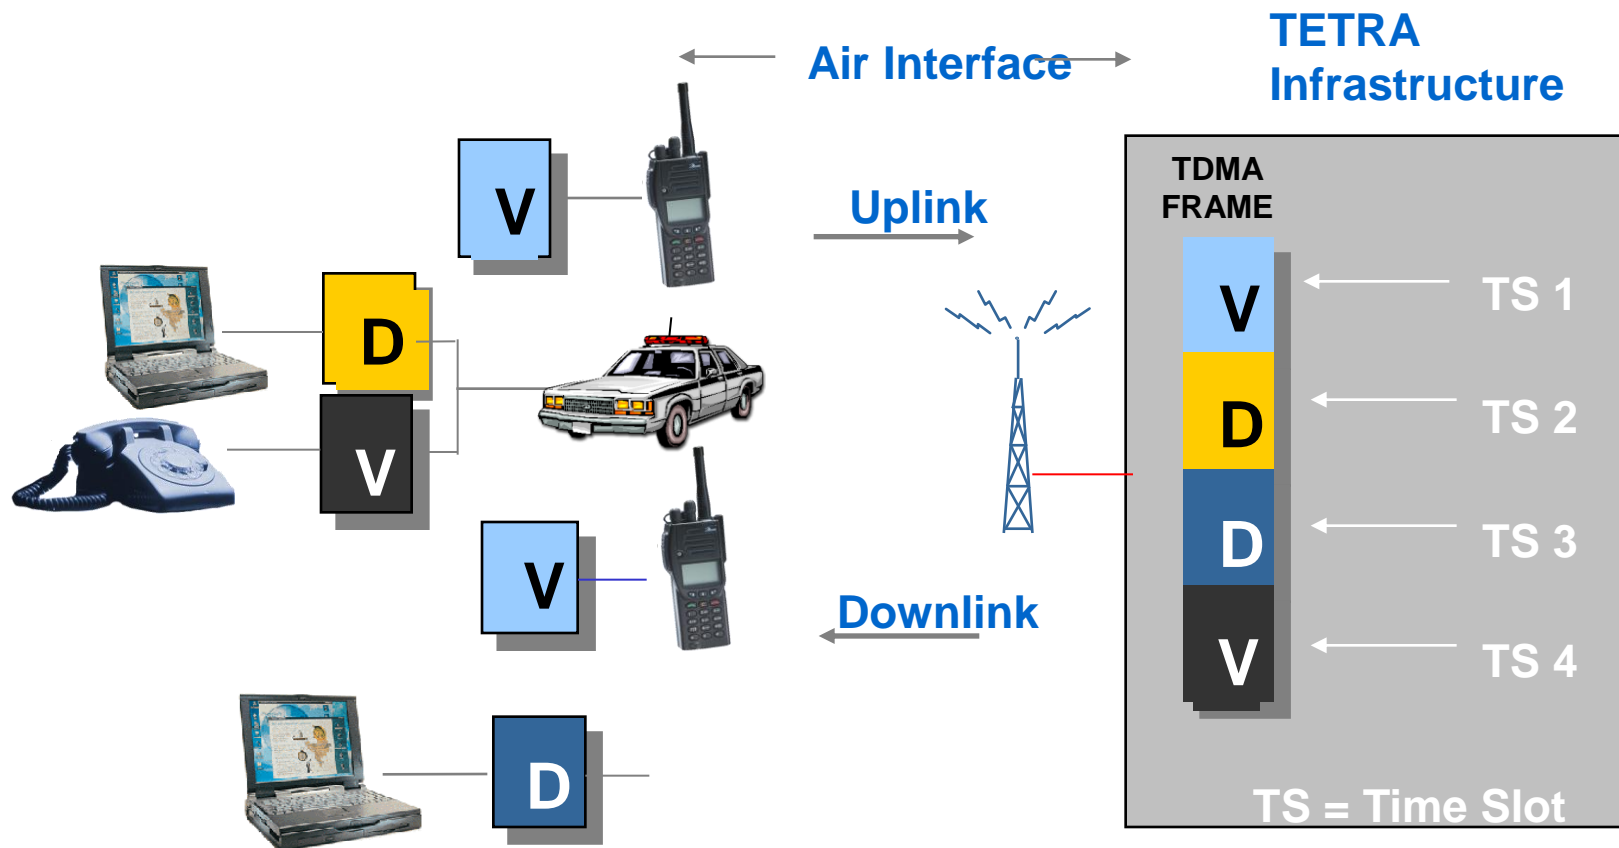 Air Interface
TETRA
Infrastructure
TDMA
FRAME
V
Uplink
D
V
V
Downlink
D
V
D
D
V
TS 1
TS 2
TS 3
TS 4
TS = Time Slot